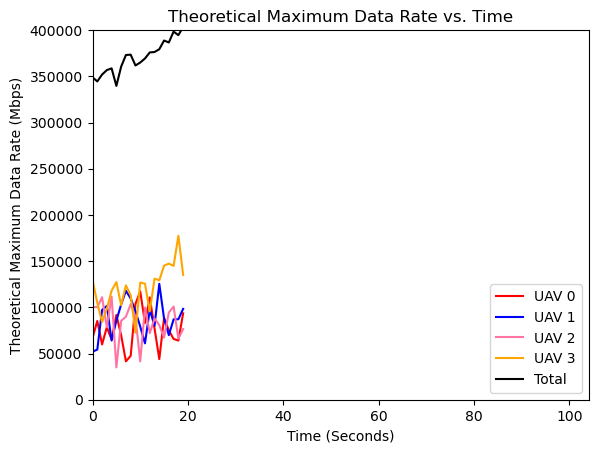 Theoretical Maximum Data Rate vs. Time
Theoretical Maximum Data Rate (Mbps)
400000
350000
300000
250000
200000
150000
100000
50000
0
UAV 0
UAV 1
UAV 2
UAV 3
Total
0 20 40 60 80 100
Time (Seconds)